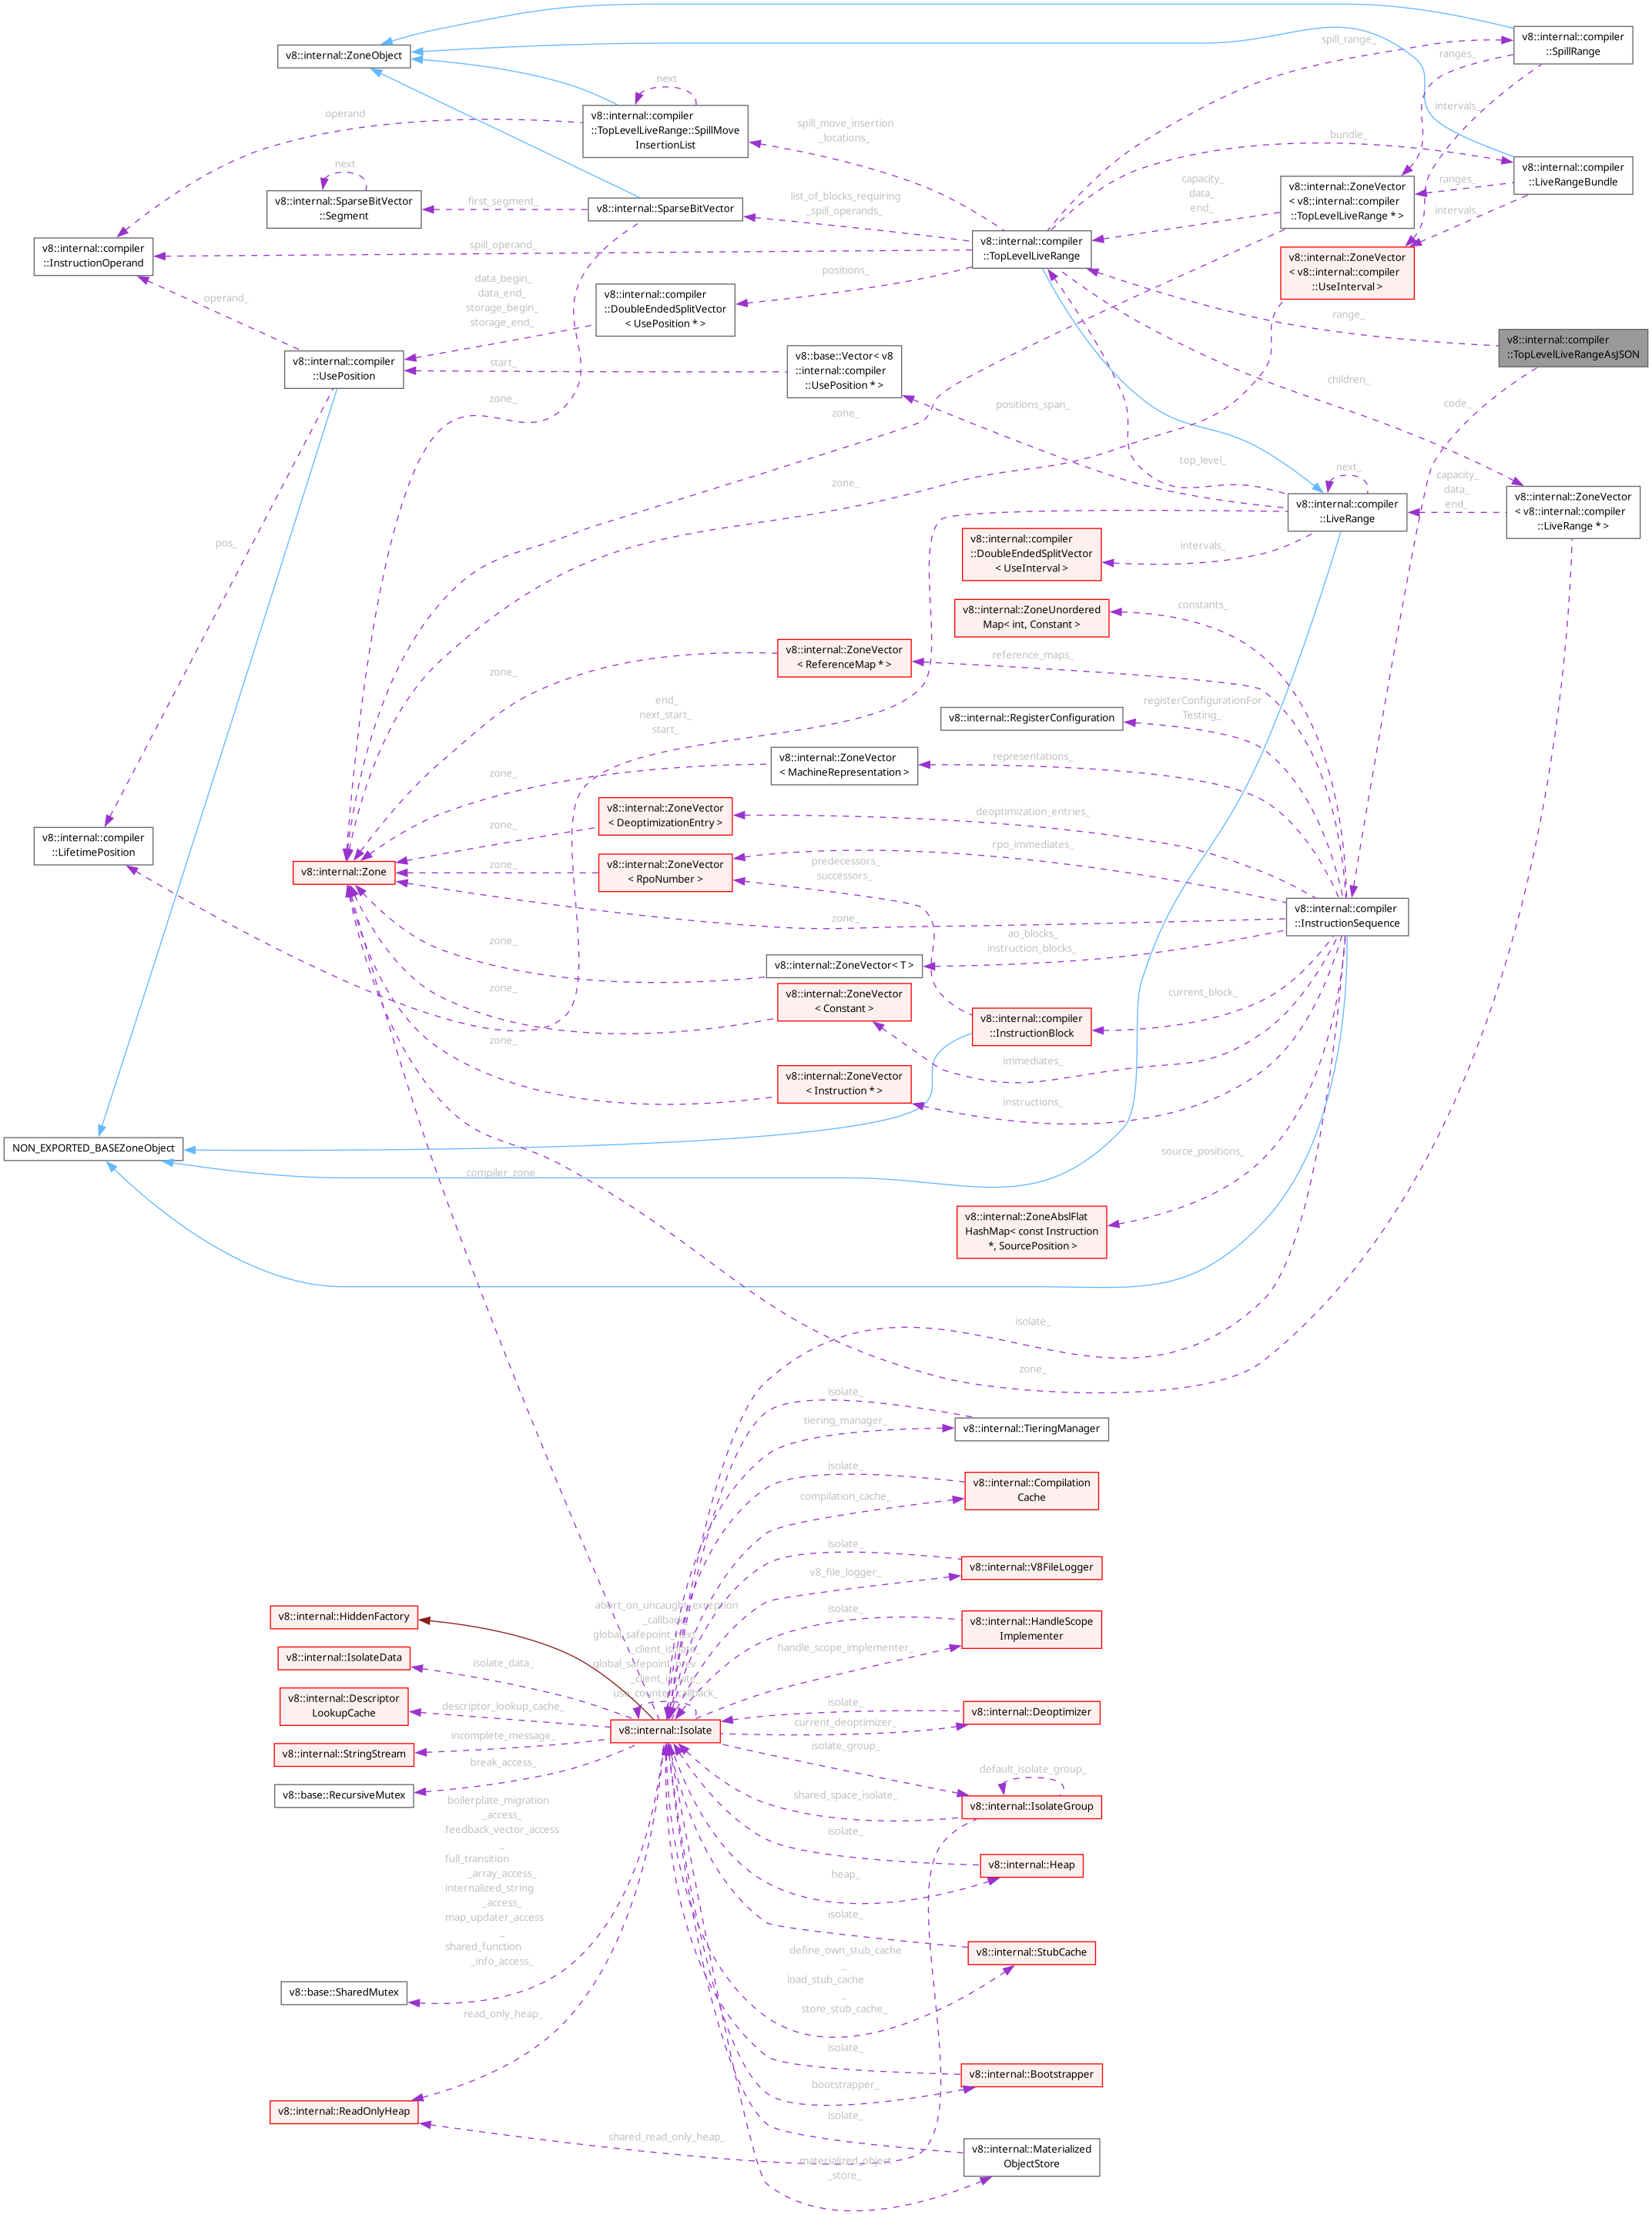 v8::internal::ZoneObject
v8::internal::compiler
::SpillRange
spill_range_
ranges_
next
v8::internal::compiler
::TopLevelLiveRange::SpillMove
InsertionList
operand
spill_move_insertion
_locations_
intervals_
bundle_
v8::internal::compiler
::LiveRangeBundle
next
v8::internal::SparseBitVector
::Segment
first_segment_
v8::internal::SparseBitVector
list_of_blocks_requiring
_spill_operands_
capacity_
data_
end_
v8::internal::ZoneVector
< v8::internal::compiler
::TopLevelLiveRange * >
ranges_
intervals_
v8::internal::compiler
::InstructionOperand
spill_operand_
v8::internal::compiler
::TopLevelLiveRange
v8::internal::ZoneVector
< v8::internal::compiler
::UseInterval >
operand_
data_begin_
data_end_
storage_begin_
storage_end_
v8::internal::compiler
::DoubleEndedSplitVector
< UsePosition * >
positions_
range_
v8::internal::compiler
::TopLevelLiveRangeAsJSON
v8::internal::compiler
::UsePosition
start_
v8::base::Vector< v8
::internal::compiler
::UsePosition * >
children_
zone_
zone_
positions_span_
code_
top_level_
next_
capacity_
data_
end_
zone_
v8::internal::compiler
::LiveRange
v8::internal::ZoneVector
< v8::internal::compiler
::LiveRange * >
pos_
v8::internal::compiler
::DoubleEndedSplitVector
< UseInterval >
intervals_
v8::internal::ZoneUnordered
Map< int, Constant >
constants_
zone_
v8::internal::ZoneVector
< ReferenceMap * >
reference_maps_
end_
next_start_
start_
v8::internal::RegisterConfiguration
registerConfigurationFor
Testing_
zone_
v8::internal::ZoneVector
< MachineRepresentation >
representations_
v8::internal::compiler
::LifetimePosition
zone_
v8::internal::ZoneVector
< DeoptimizationEntry >
deoptimization_entries_
v8::internal::Zone
zone_
v8::internal::ZoneVector
< RpoNumber >
predecessors_
successors_
rpo_immediates_
zone_
v8::internal::compiler
::InstructionSequence
zone_
v8::internal::ZoneVector< T >
ao_blocks_
instruction_blocks_
zone_
v8::internal::ZoneVector
< Constant >
v8::internal::compiler
::InstructionBlock
current_block_
zone_
immediates_
v8::internal::ZoneVector
< Instruction * >
instructions_
NON_EXPORTED_BASEZoneObject
compiler_zone_
source_positions_
v8::internal::ZoneAbslFlat
HashMap< const Instruction
*, SourcePosition >
isolate_
zone_
isolate_
tiering_manager_
v8::internal::TieringManager
isolate_
compilation_cache_
v8::internal::Compilation
Cache
isolate_
v8_file_logger_
v8::internal::V8FileLogger
v8::internal::HiddenFactory
abort_on_uncaught_exception
_callback_
global_safepoint_next
_client_isolate_
global_safepoint_prev
_client_isolate_
use_counter_callback_
isolate_
handle_scope_implementer_
v8::internal::HandleScope
Implementer
v8::internal::IsolateData
isolate_data_
v8::internal::Descriptor
LookupCache
descriptor_lookup_cache_
v8::internal::Isolate
isolate_
current_deoptimizer_
v8::internal::Deoptimizer
v8::internal::StringStream
incomplete_message_
isolate_group_
default_isolate_group_
v8::base::RecursiveMutex
break_access_
shared_space_isolate_
v8::internal::IsolateGroup
boilerplate_migration
_access_
feedback_vector_access
_
full_transition
_array_access_
internalized_string
_access_
map_updater_access
_
shared_function
_info_access_
isolate_
heap_
v8::internal::Heap
isolate_
define_own_stub_cache
_
load_stub_cache
_
store_stub_cache_
v8::internal::StubCache
v8::base::SharedMutex
read_only_heap_
isolate_
bootstrapper_
v8::internal::Bootstrapper
v8::internal::ReadOnlyHeap
isolate_
shared_read_only_heap_
materialized_object
_store_
v8::internal::Materialized
ObjectStore